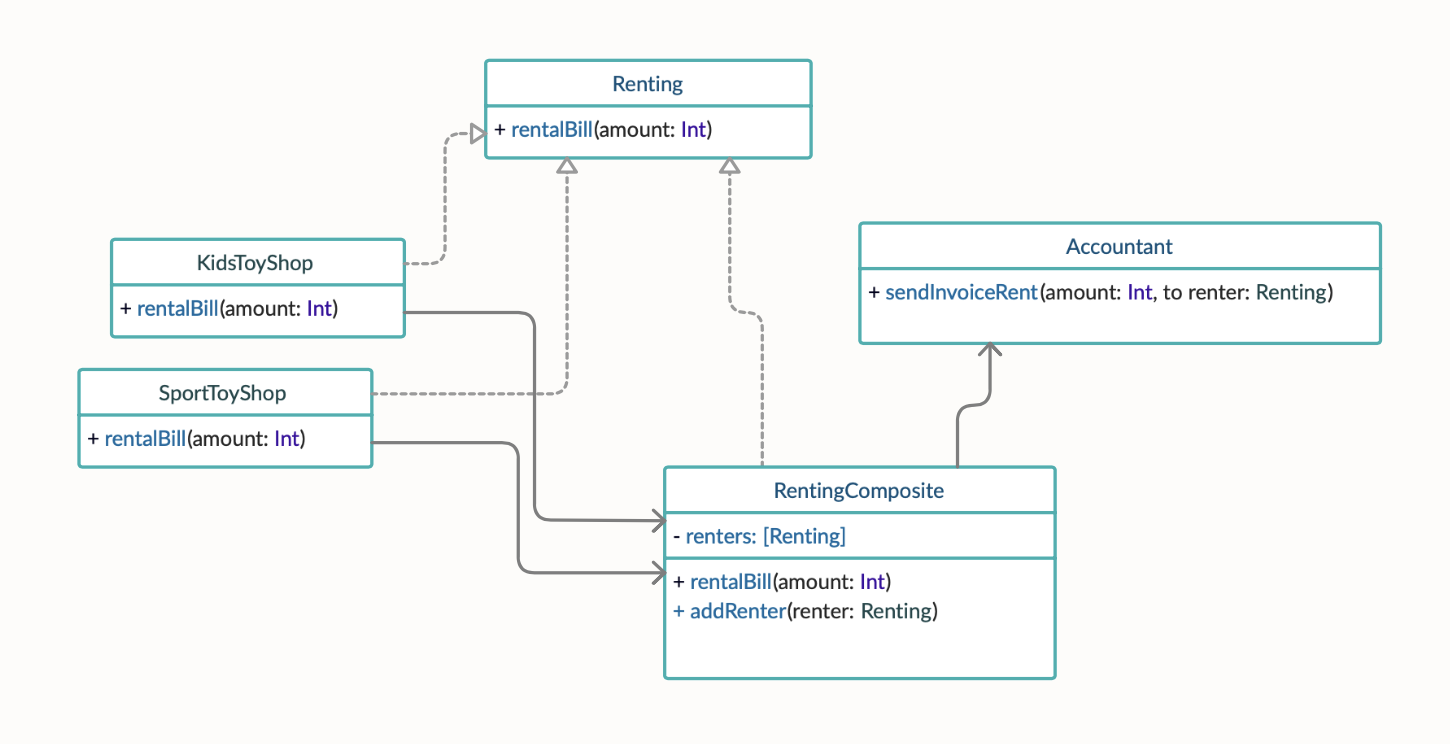 Renting
+ rentalBill(amount: Int)
KidsToyShop
+ rentalBill(amount: Int)
Accountant
+ sendInvoiceRent(amount: Int, to renter: Renting)
SportToyShop
+ rentalBill(amount: Int)
RentingComposite
- renters: [Renting]
+ rentalBill(amount: Int)
+ addRenter(renter: Renting)